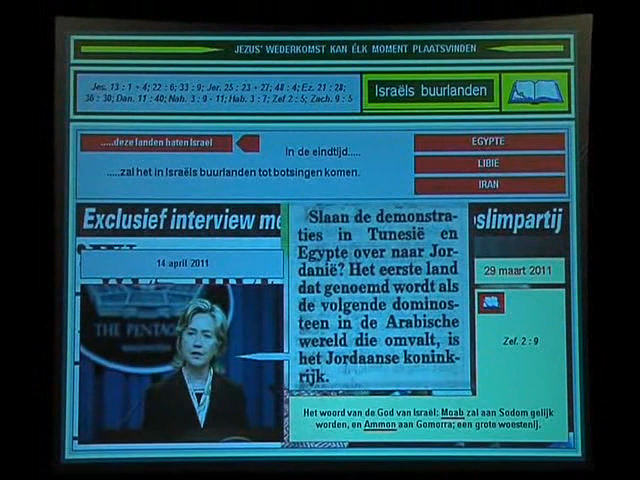 JEZUS' WEDERKOMST KAN ÉLK MOMENT PLAATSVINDEN
Jes. 13 : 1 + 4; 22 : 6; 33 : 9; Jer. 25 : 23 + 27; 48 : 4; Ez. 21 : 28;
36 : 30; Dan. 11 : 40; Nah. 3 : 9 - 11; Hab. 3 : 7; Zef 2 : 5; Zach. 9 : 5
Israëls buurlanden
.....deze landen haten Israël
In de eindtijd.....
.....zal het in Israëls buurlanden tot botsingen komen.
EGYPTE
LIBIË
IRAN
Exclusief interview me
slimpartij
14 april 2011
THE PENTAG
Slaan de demonstra-
ties in Tunesië en
Egypte over naar Jor-
danië? Het eerste land
dat genoemd wordt als
de volgende dominos-
teen in de Arabische
wereld die omvalt, is
het Jordaanse konink-
rijk.
29 maart 2011
Zef. 2 : 9
Het woord van de God van Israël: Moab zal aan Sodom gelijk
worden, en Ammon aan Gomorra; een grote woestenij.